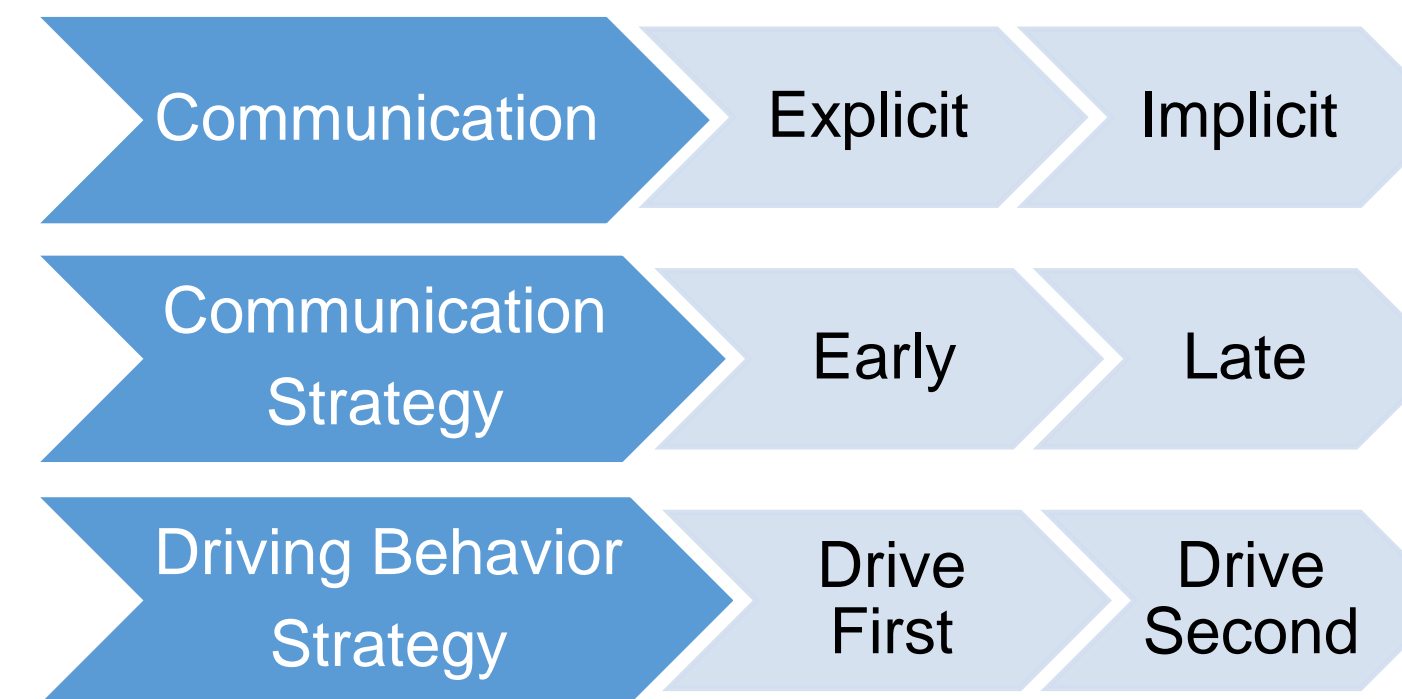 Communication
Explicit
Implicit
Communication
Strategy
Early
Late
Driving Behavior
Strategy
Drive
First
Drive
Second